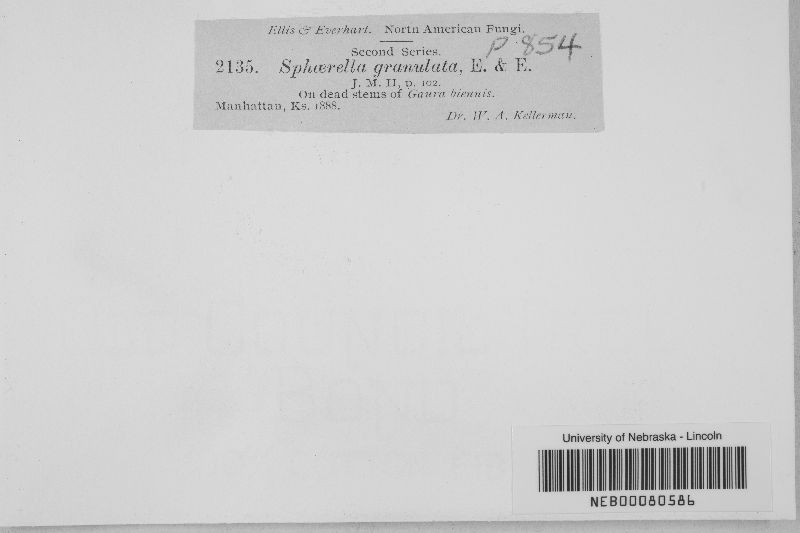 Ellis & Everhart. North American Fungi.
P 854
Second Series.
2135. Sphærella granulata, E. & E.
J. M. II, p. 102.
On dead stems of Gaura biennis.
Manhattan, Ks. 1888.
Dr. W. A. Kellerman.
University of Nebraska - Lincoln
NEB00080586